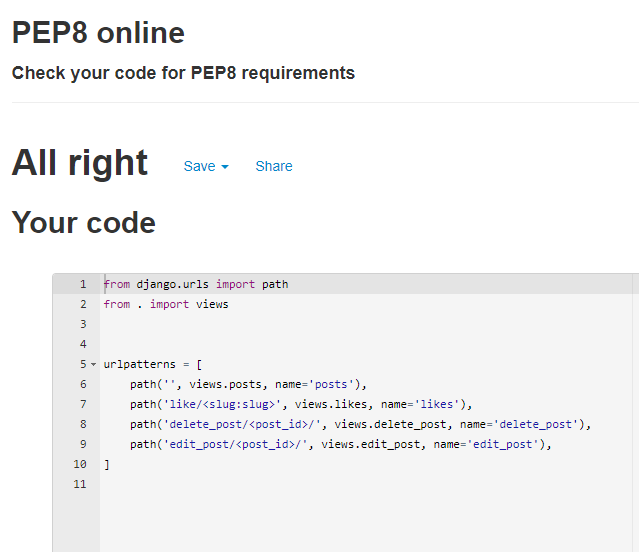 PEP8 online
Check your code for PEP8 requirements
All right Save Share
Your code
1 from django.urls import path
2 from . import views
3
4
5 urlpatterns = [
6     path('', views.posts, name='posts'),
7     path('like/<slug:slug>', views.likes, name='likes'),
8     path('delete_post/<post_id>/', views.delete_post, name='delete_post'),
9     path('edit_post/<post_id>/', views.edit_post, name='edit_post'),
10 ]
11